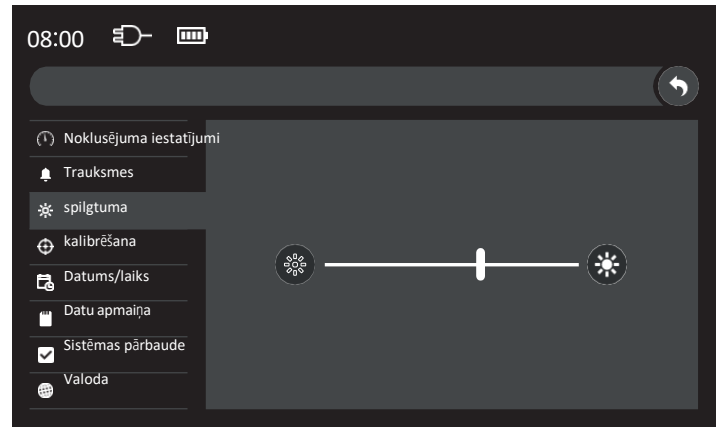 08:00
Noklusējuma iestatījumi
Trauksmes
spilgtuma
kalibrēšana
Datums/laiks
Datu apmaiņa
Sistēmas pārbaude
Valoda